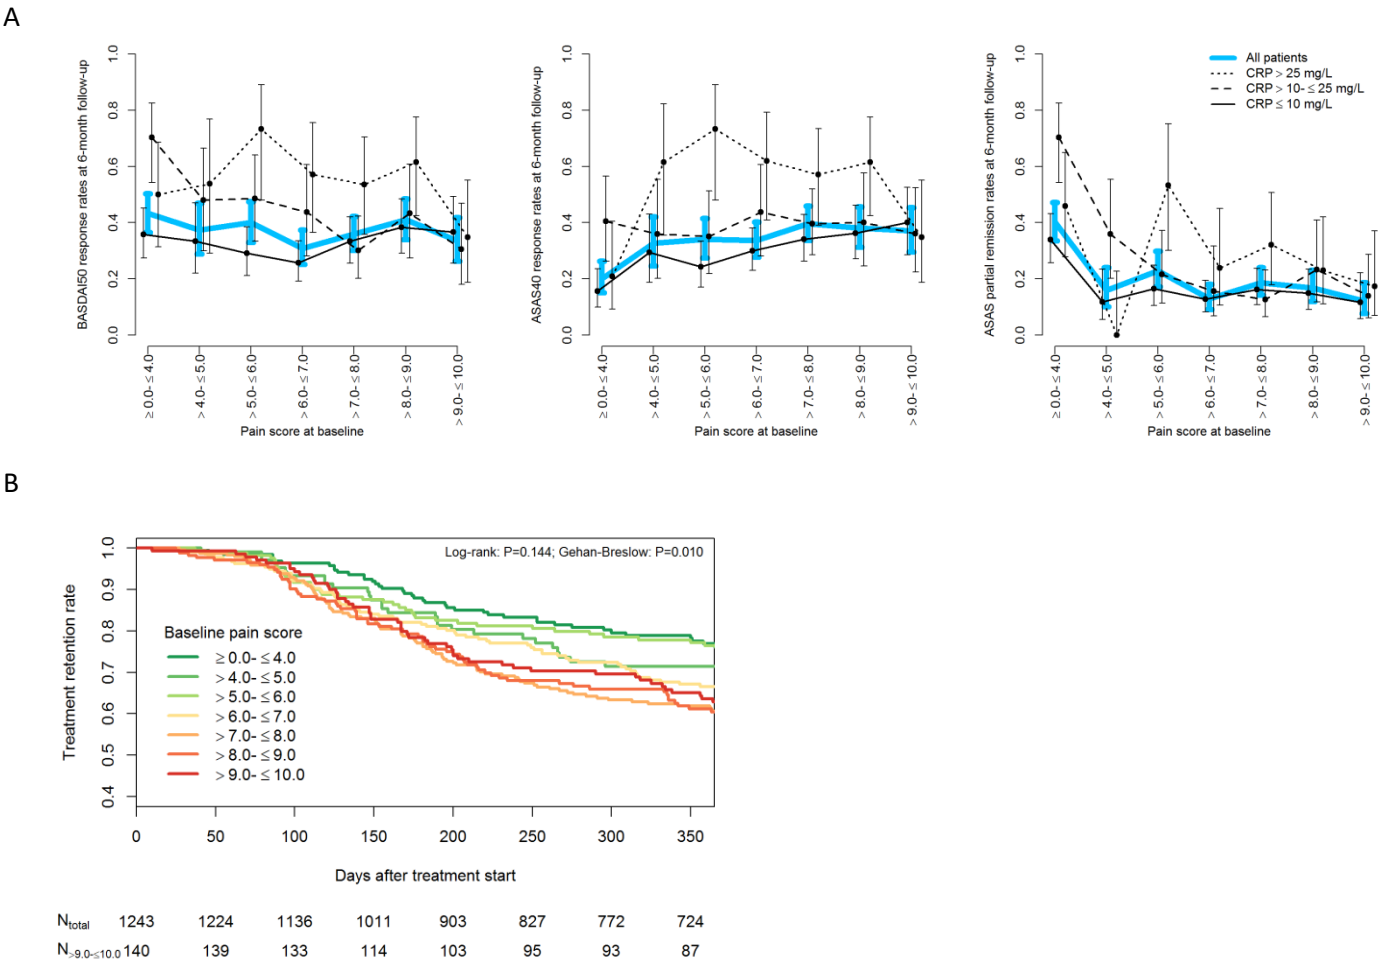 A
BASDAI50 response rates at 6-month follow-up
1.0
0.8
0.6
0.4
0.2
0.0
≥ 0.0- ≤ 4.0
> 4.0- ≤ 5.0
> 5.0- ≤ 6.0
> 6.0- ≤ 7.0
> 7.0- ≤ 8.0
> 8.0- ≤ 9.0
> 9.0- ≤ 10.0
Pain score at baseline
ASAS40 response rates at 6-month follow-up
1.0
0.8
0.6
0.4
0.2
0.0
≥ 0.0- ≤ 4.0
> 4.0- ≤ 5.0
> 5.0- ≤ 6.0
> 6.0- ≤ 7.0
> 7.0- ≤ 8.0
> 8.0- ≤ 9.0
> 9.0- ≤ 10.0
Pain score at baseline
ASAS partial remission rates at 6-month follow-up
1.0
0.8
0.6
0.4
0.2
0.0
All patients
CRP > 25 mg/L
CRP > 10- ≤ 25 mg/L
CRP ≤ 10 mg/L
≥ 0.0- ≤ 4.0
> 4.0- ≤ 5.0
> 5.0- ≤ 6.0
> 6.0- ≤ 7.0
> 7.0- ≤ 8.0
> 8.0- ≤ 9.0
> 9.0- ≤ 10.0
Pain score at baseline
B
Treatment retention rate
1.0
0.9
0.8
0.7
0.6
0.5
0.4
Log-rank: P=0.144; Gehan-Breslow: P=0.010
Baseline pain score
≥ 0.0- ≤ 4.0
> 4.0- ≤ 5.0
> 5.0- ≤ 6.0
> 6.0- ≤ 7.0
> 7.0- ≤ 8.0
> 8.0- ≤ 9.0
> 9.0- ≤ 10.0
0 50 100 150 200 250 300 350
Days after treatment start
Ntotal 1243 1224 1136 1011 903 827 772 724
N>9.0-≤10.0 140 139 133 114 103 95 93 87